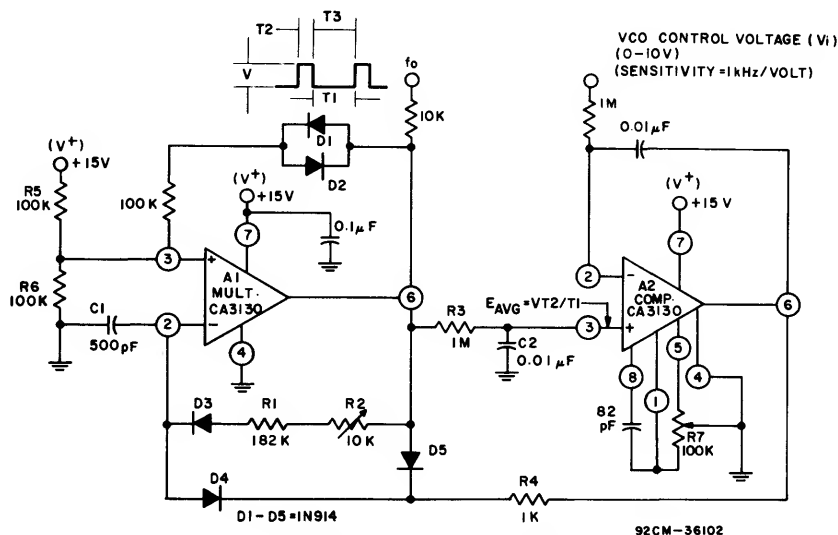 T3
T2
V
T1
fo
10K
VCO CONTROL VOLTAGE (Vi)
(0-10V)
(SENSITIVITY=1kHz/VOLT)
1M
0.01µF
D1
D2
(V+)
+15V
R5
100K
100K
(V+)
+15V
7
0.1µF
(V+)
+15V
7
3
+
A1
MULT.
CA3130
6
R6
100K
C1
500pF
2
-
4
2
-
A2
COMP.
CA3130
6
EAVG=VT2/T1
3
+
R3
1M
C2
0.01µF
5
4
8
1
82
pF
R7
100K
D3
R1
182K
R2
10K
D5
D4
R4
1K
D1-D5=1N914
92CM-36102